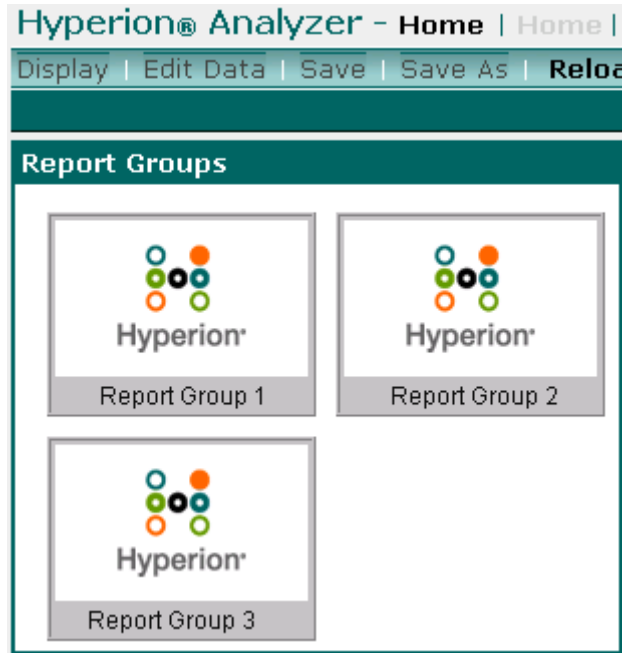 Hyperion® Analyzer - Home | Home |
Display | Edit Data | Save | Save As |
Report Groups
Hyperion
Report Group 1
Hyperion
Report Group 2
Hyperion
Report Group 3